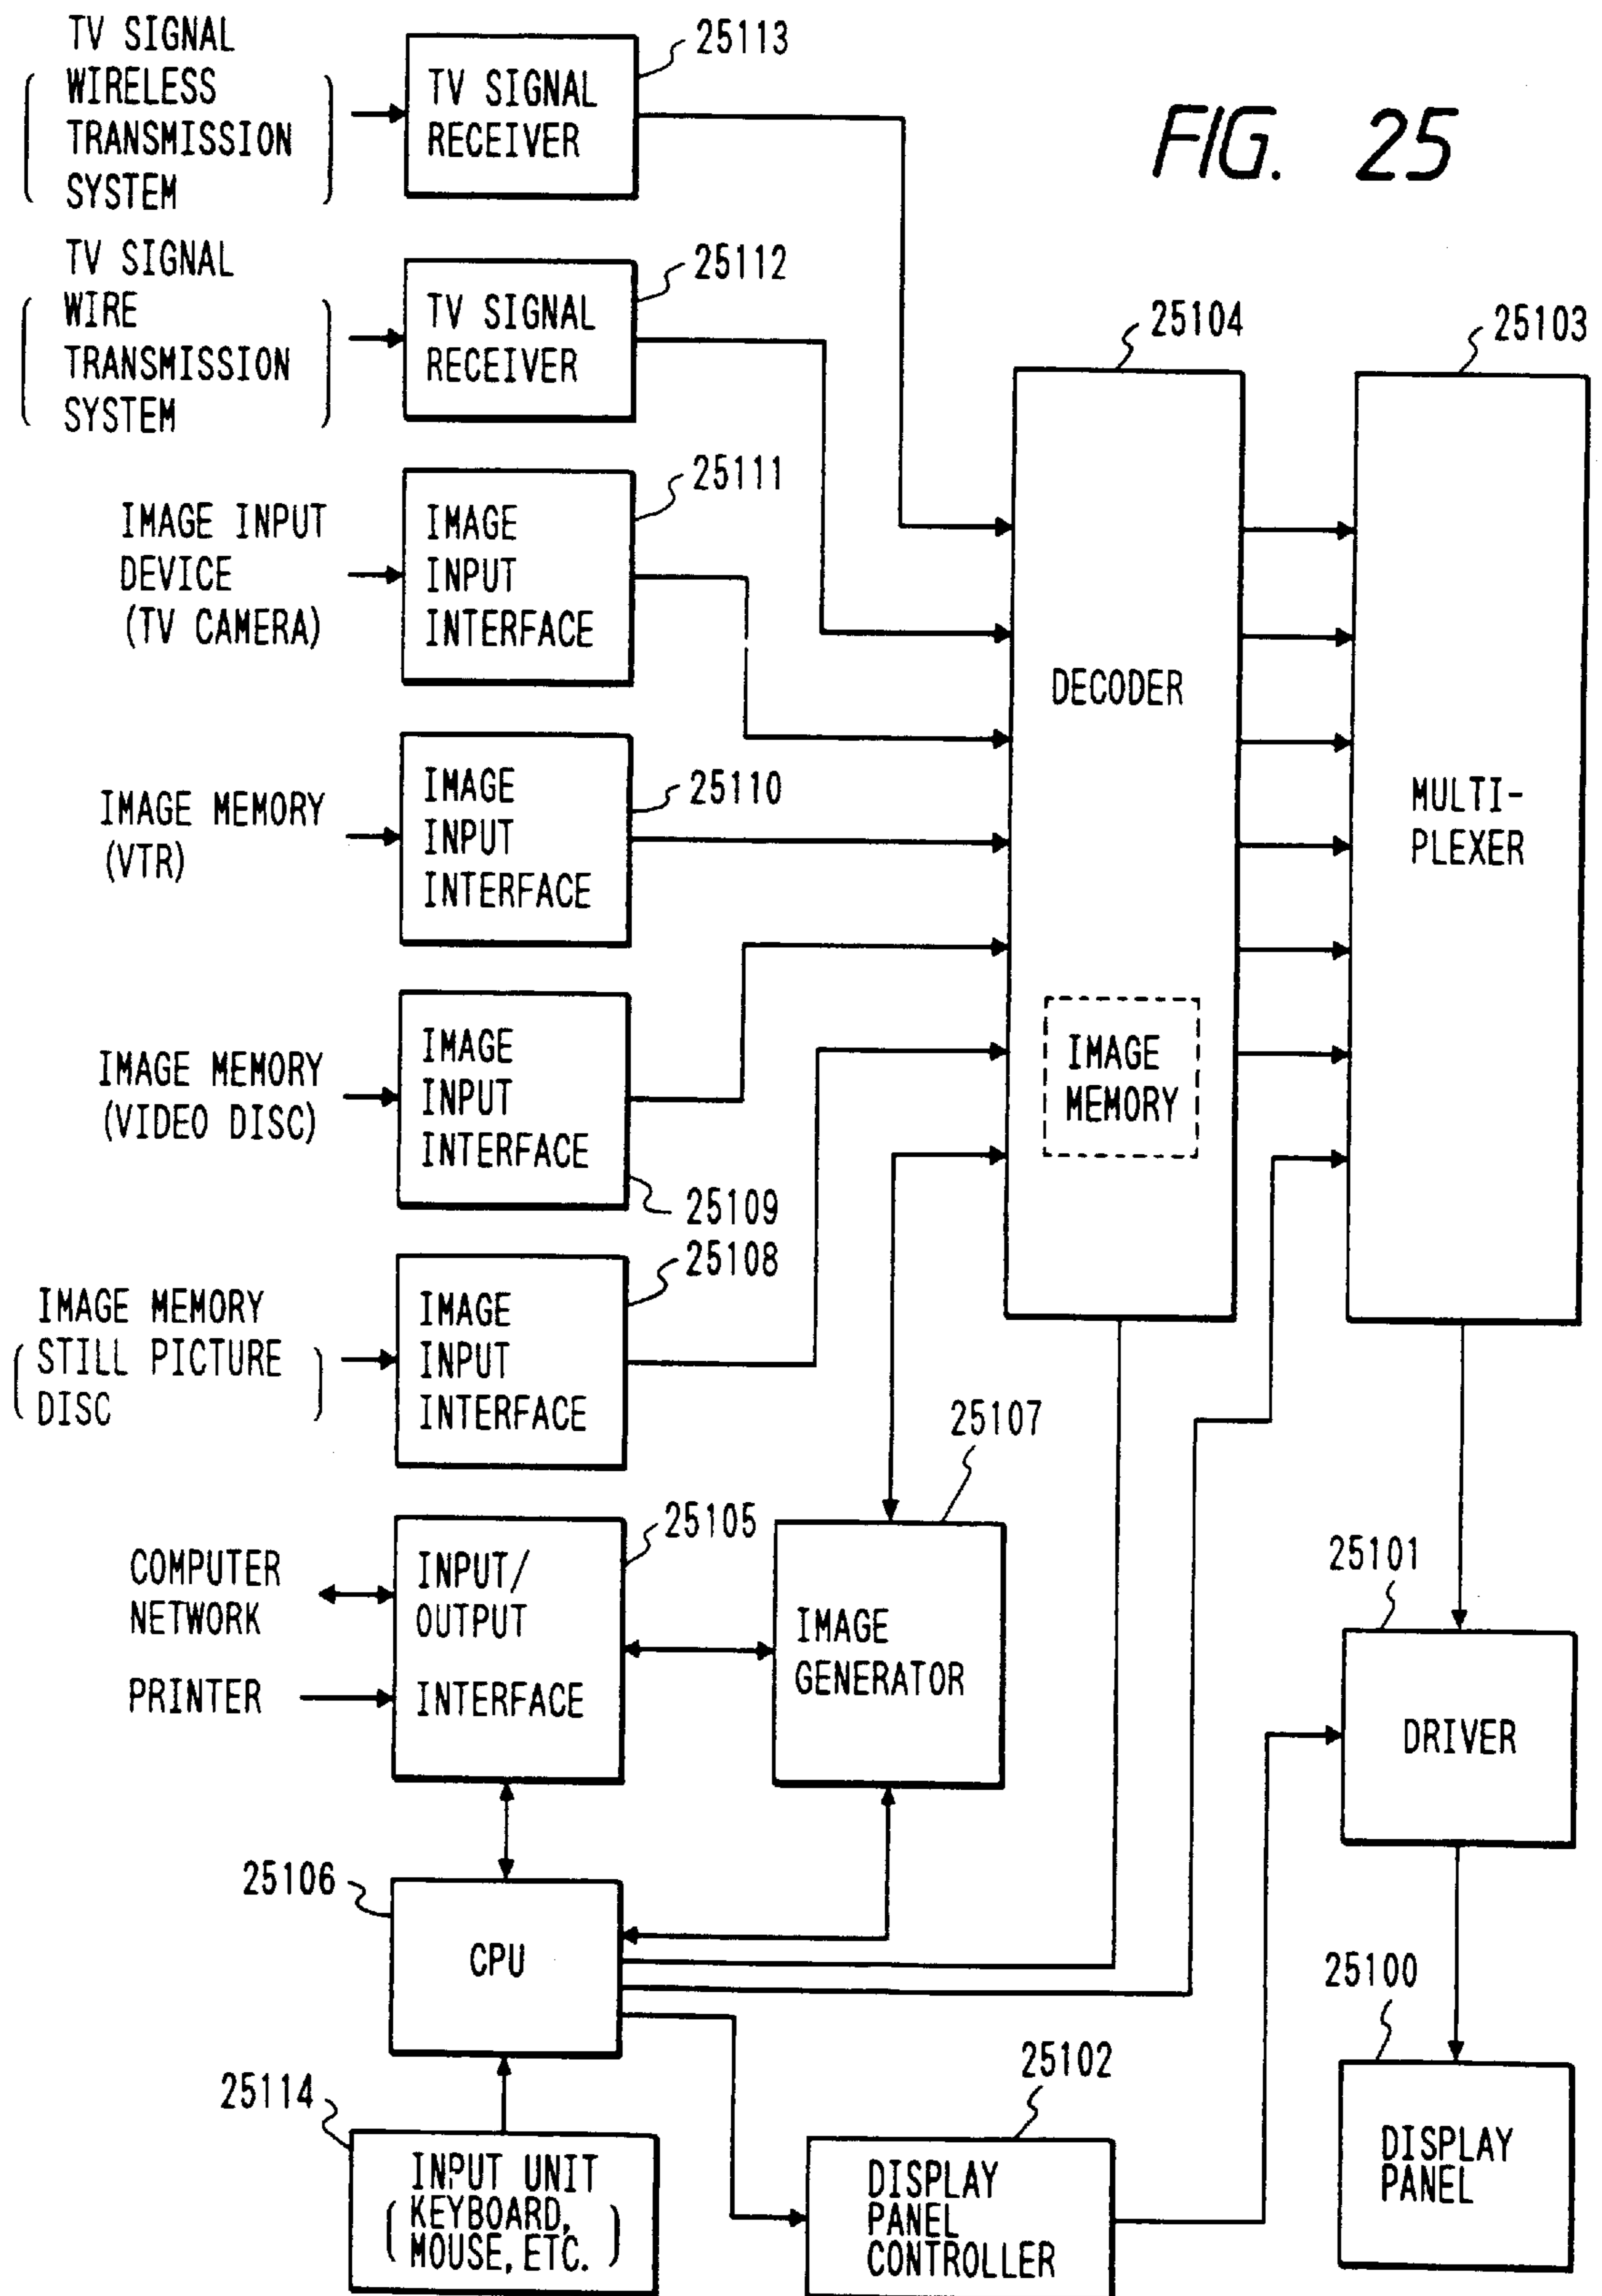 FIG. 25
TV SIGNAL
WIRELESS
TRANSMISSION
SYSTEM
TV SIGNAL
RECEIVER
25113
TV SIGNAL
WIRE
TRANSMISSION
SYSTEM
TV SIGNAL
RECEIVER
25112
IMAGE INPUT
DEVICE
(TV CAMERA)
IMAGE
INPUT
INTERFACE
25111
IMAGE MEMORY
(VTR)
IMAGE
INPUT
INTERFACE
25110
IMAGE MEMORY
(VIDEO DISC)
IMAGE
INPUT
INTERFACE
25109
IMAGE MEMORY
STILL PICTURE
DISC
IMAGE
INPUT
INTERFACE
25108
25104
DECODER
IMAGE
MEMORY
25103
MULTI-
PLEXER
COMPUTER
NETWORK
PRINTER
INPUT/
OUTPUT
INTERFACE
25105
25107
IMAGE
GENERATOR
25101
DRIVER
25106
CPU
25100
DISPLAY
PANEL
25114
INPUT UNIT
(KEYBOARD,
MOUSE, ETC.)
25102
DISPLAY
PANEL
CONTROLLER